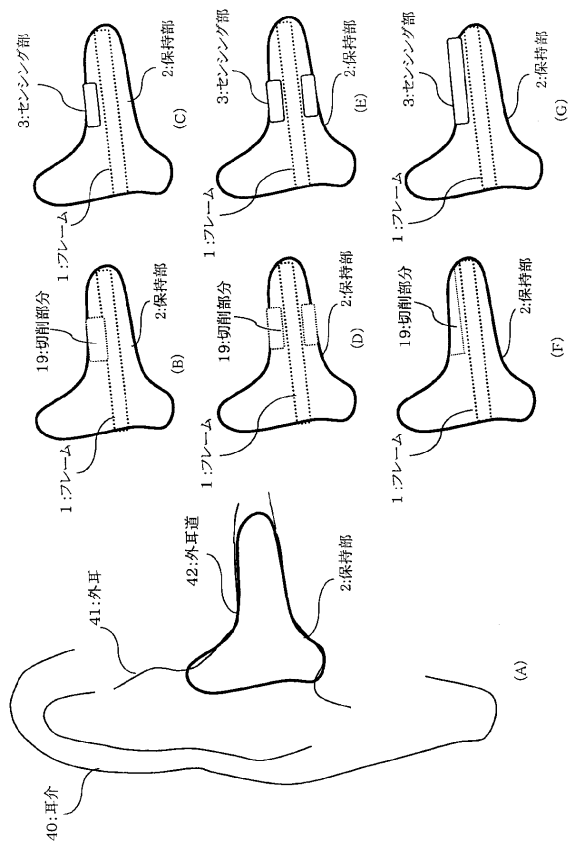 40:耳介
41:外耳
42:外耳道
2:保持部
(A)
1:フレーム
19:切削部分
2:保持部
(B)
1:フレーム
3:センシング部
2:保持部
(C)
1:フレーム
19:切削部分
2:保持部
(D)
1:フレーム
3:センシング部
2:保持部
(E)
1:フレーム
19:切削部分
2:保持部
(F)
1:フレーム
3:センシング部
2:保持部
(G)